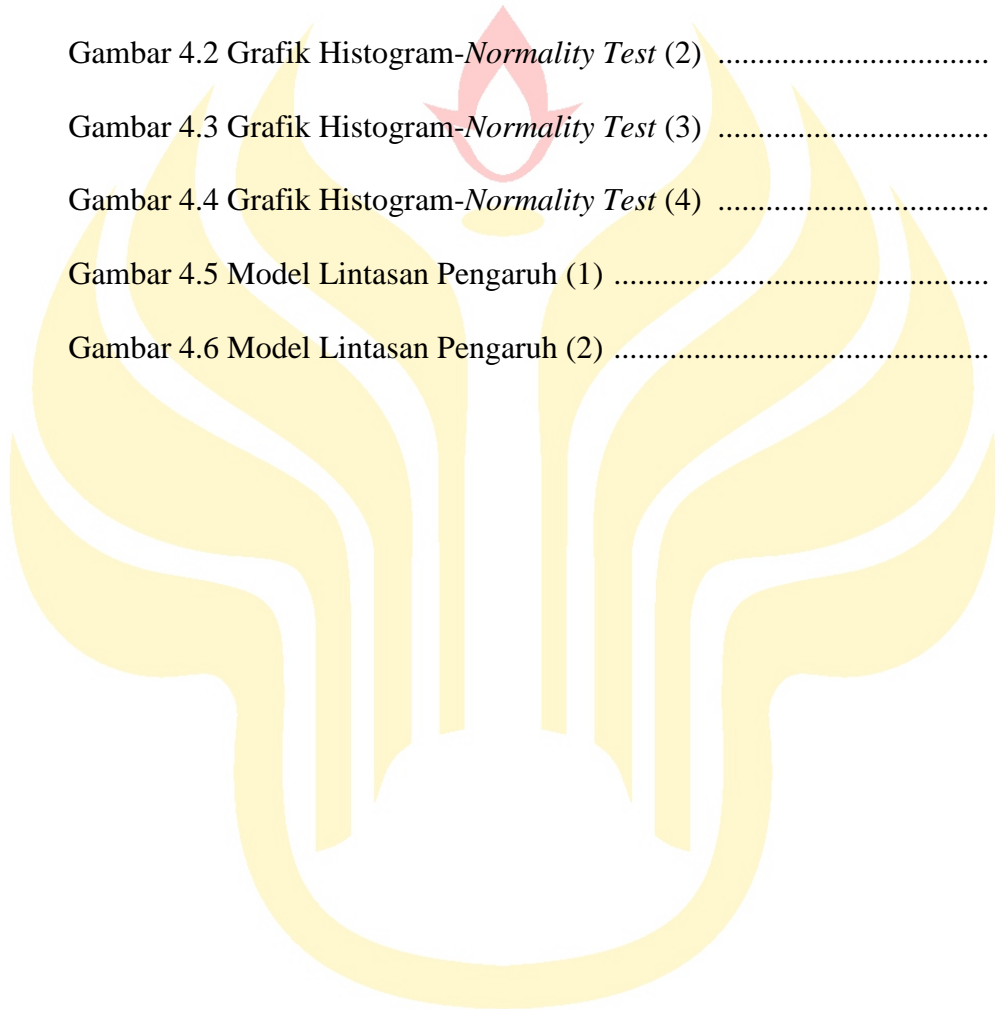 Gambar 4.2 Grafik Histogram-Normality Test (2) ................................
Gambar 4.3 Grafik Histogram-Normality Test (3) ................................
Gambar 4.4 Grafik Histogram-Normality Test (4) ................................
Gambar 4.5 Model Lintasan Pengaruh (1) .............................................
Gambar 4.6 Model Lintasan Pengaruh (2) .............................................